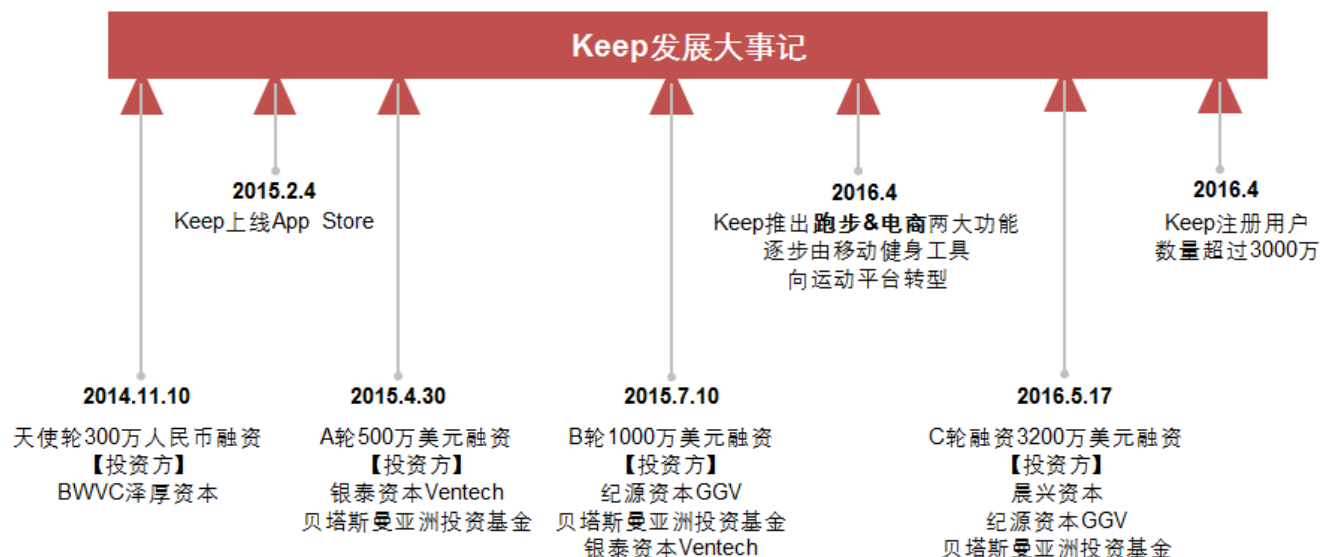 Keep发展大事记
2015.2.4
Keep上线App Store
2016.4
Keep推出跑步&电商两大功能
逐步由移动健身工具
向运动平台转型
2016.4
Keep注册用户
数量超过3000万
2014.11.10
天使轮300万人民币融资
【投资方】
BWVC泽厚资本
2015.4.30
A轮500万美元融资
【投资方】
银泰资本Ventech
贝塔斯曼亚洲投资基金
2015.7.10
B轮1000万美元融资
【投资方】
纪源资本GGV
贝塔斯曼亚洲投资基金
银泰资本Ventech
2016.5.17
C轮融资3200万美元融资
【投资方】
晨兴资本
纪源资本GGV
贝塔斯曼亚洲投资基金